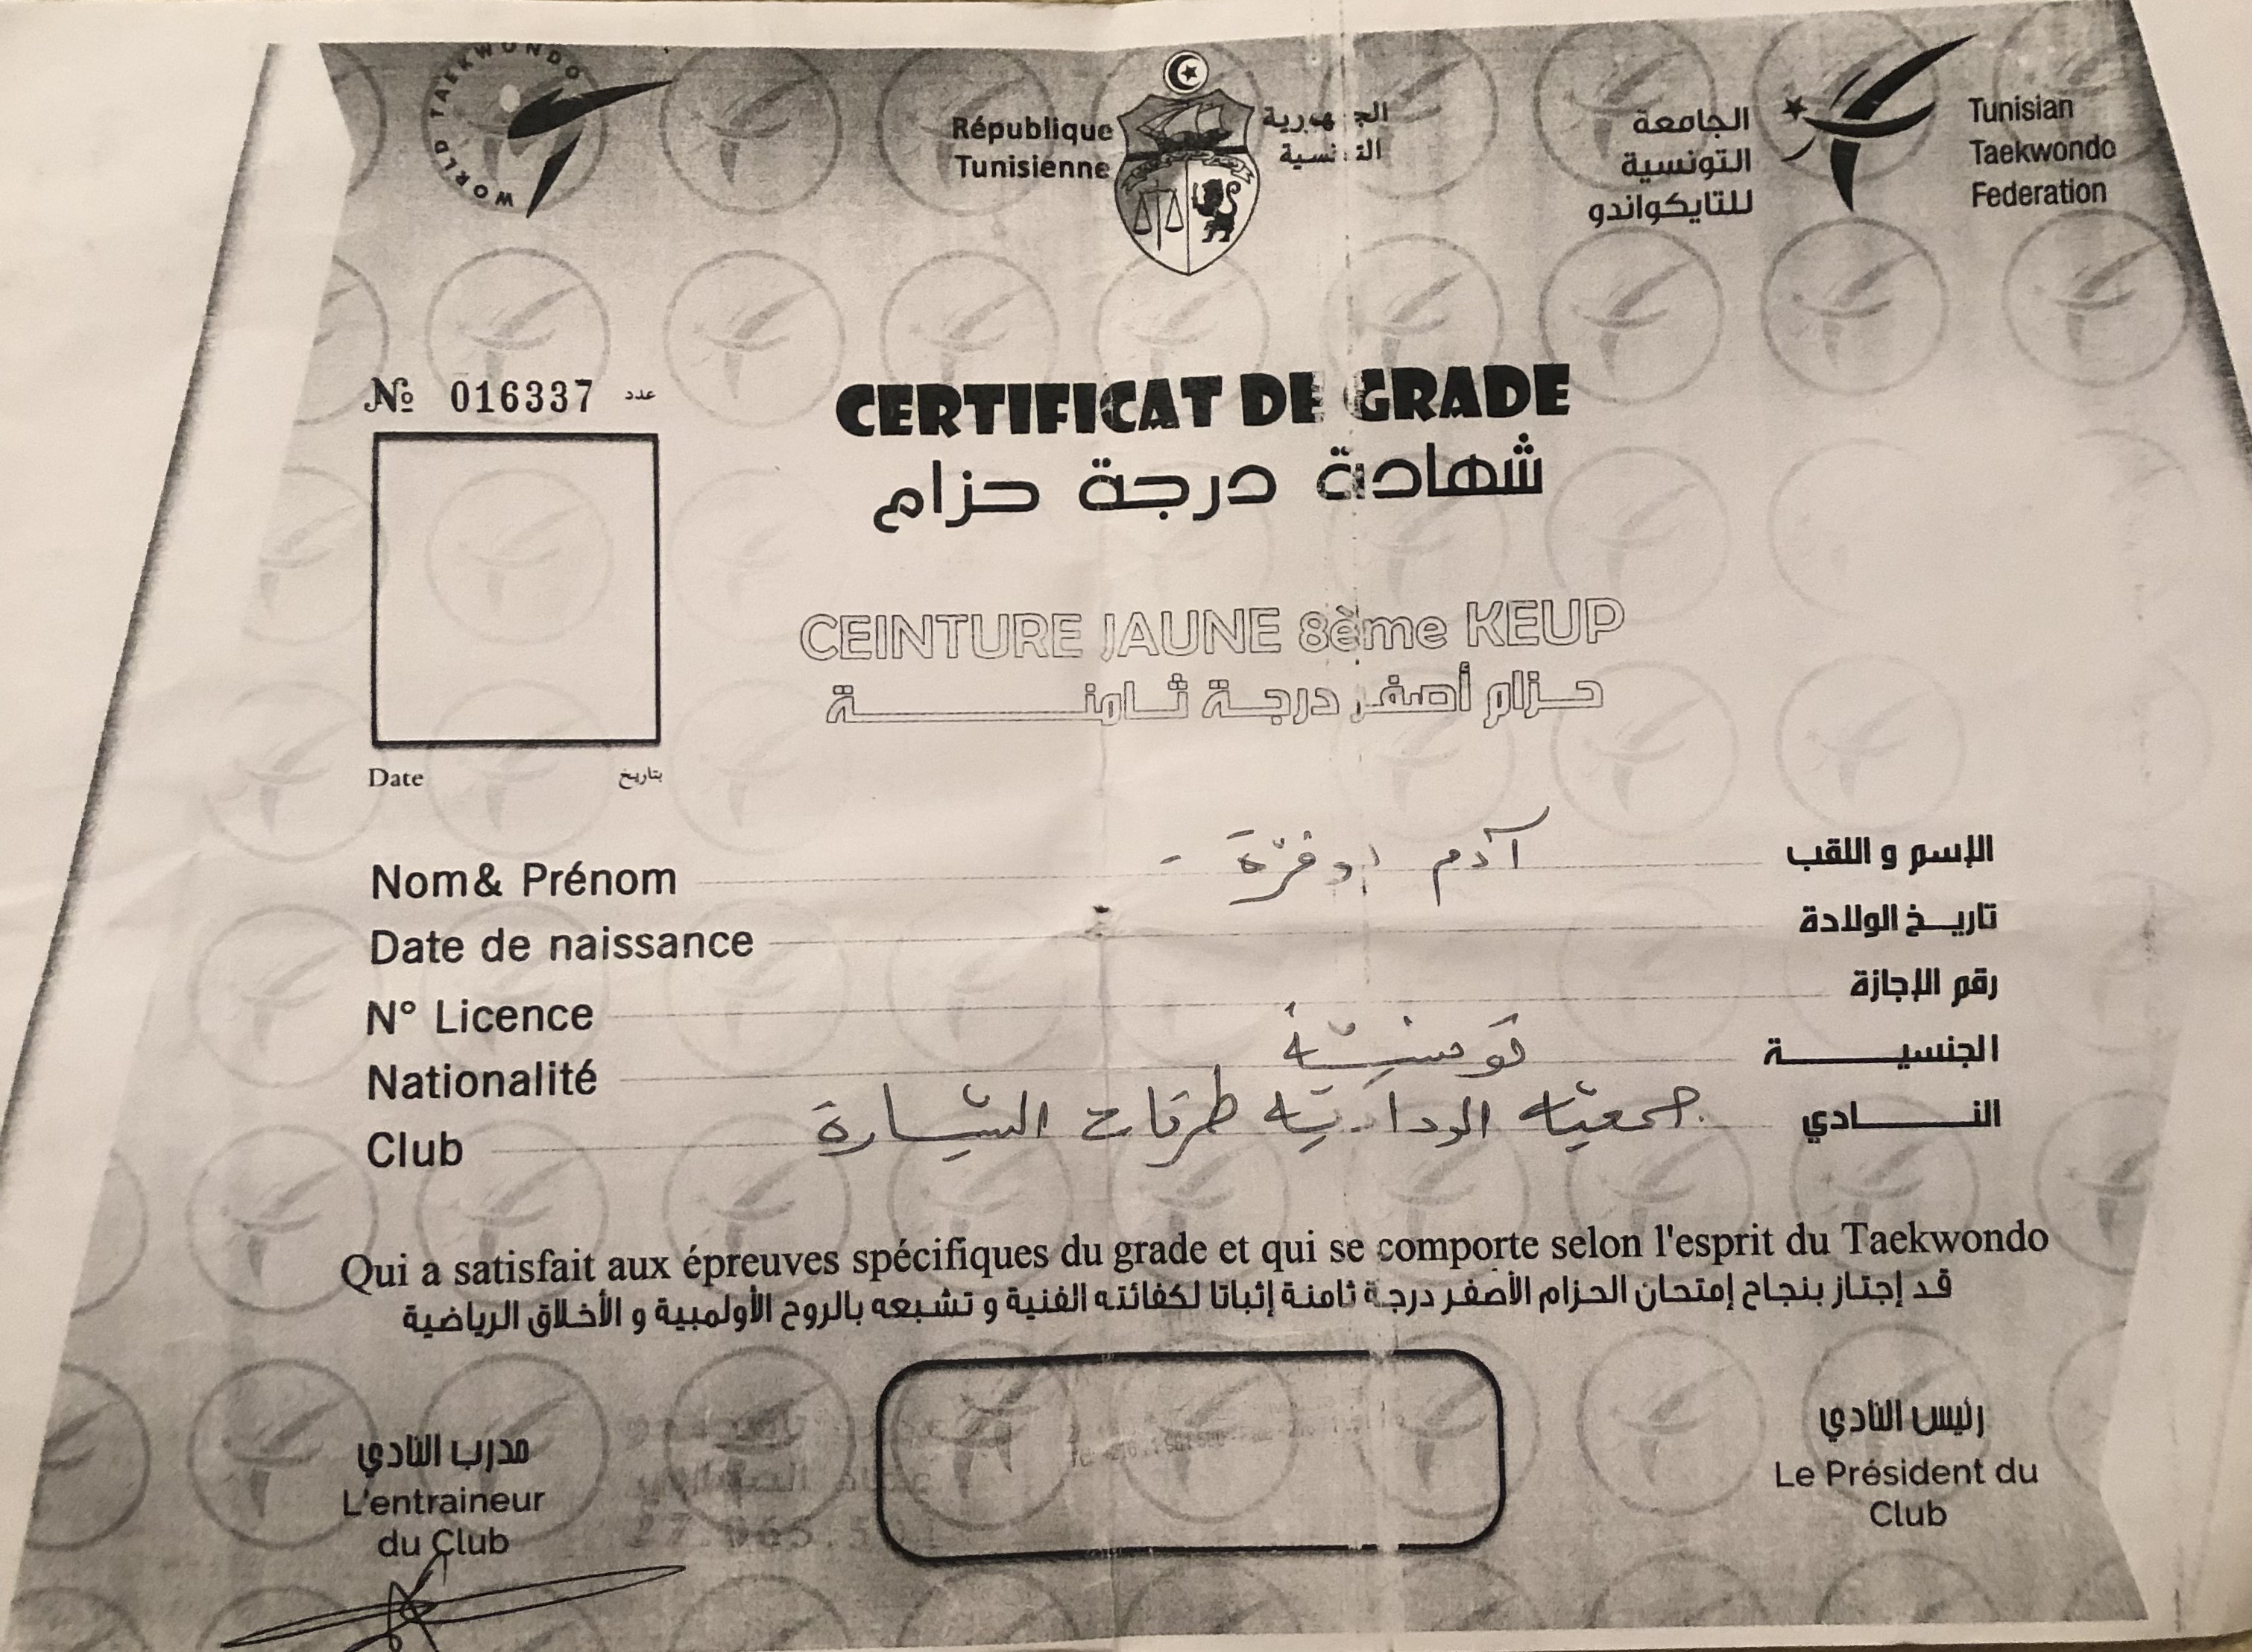 WORLD TAEKWONDO
République
Tunisienne
الجمهورية
التونسية
الجامعة
التونسية
للتايكواندو
Tunisian
Taekwondo
Federation
№ 016337 عدد
CERTIFICAT DE GRADE
شهادة درجة حزام
CEINTURE JAUNE 8ème KEUP
حزام أصفر درجة ثامنة
Date بتاريخ
Nom& Prénom آدم الإسم و اللقب
Date de naissance تاريخ الولادة
N° Licence رقم الإجازة
Nationalité تونسية الجنسية
Club جمعية الودادية السيارة النادي
Qui a satisfait aux épreuves spécifiques du grade et qui se comporte selon l'esprit du Taekwondo
قد إجتاز بنجاح إمتحان الحزام الأصفر درجة ثامنة إثباتا لكفائته الفنية و تشبعه بالروح الأولمبية و الأخلاق الرياضية
مدرب النادي
L'entraineur
du Club
رئيس النادي
Le Président du
Club